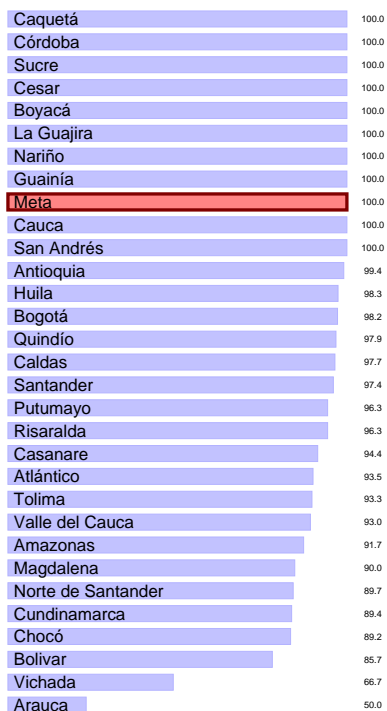 Caquetá 100.0
Córdoba 100.0
Sucre 100.0
Cesar 100.0
Boyacá 100.0
La Guajira 100.0
Nariño 100.0
Guainía 100.0
Meta 100.0
Cauca 100.0
San Andrés 100.0
Antioquia 99.4
Huila 98.3
Bogotá 98.2
Quindío 97.9
Caldas 97.7
Santander 97.4
Putumayo 96.3
Risaralda 96.3
Casanare 94.4
Atlántico 93.5
Tolima 93.3
Valle del Cauca 93.0
Amazonas 91.7
Magdalena 90.0
Norte de Santander 89.7
Cundinamarca 89.4
Chocó 89.2
Bolivar 85.7
Vichada 66.7
Arauca 50.0